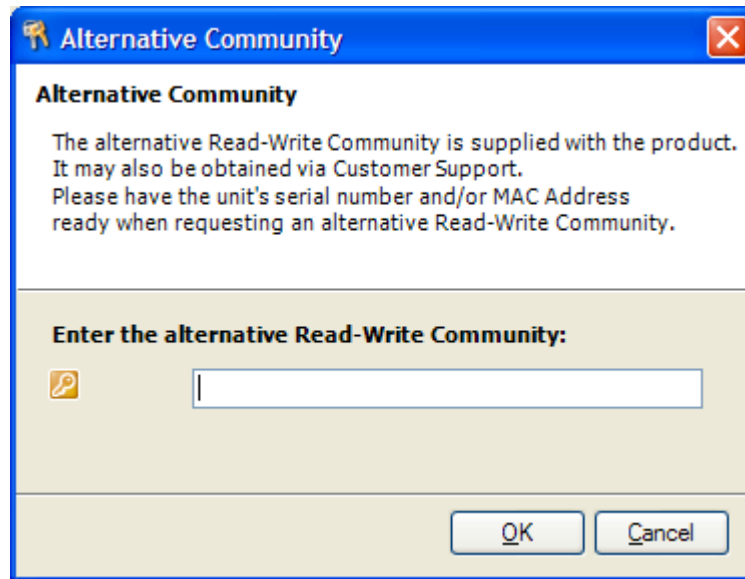 Alternative Community
Alternative Community
The alternative Read-Write Community is supplied with the product.
It may also be obtained via Customer Support.
Please have the unit's serial number and/or MAC Address
ready when requesting an alternative Read-Write Community.
Enter the alternative Read-Write Community:
OK Cancel